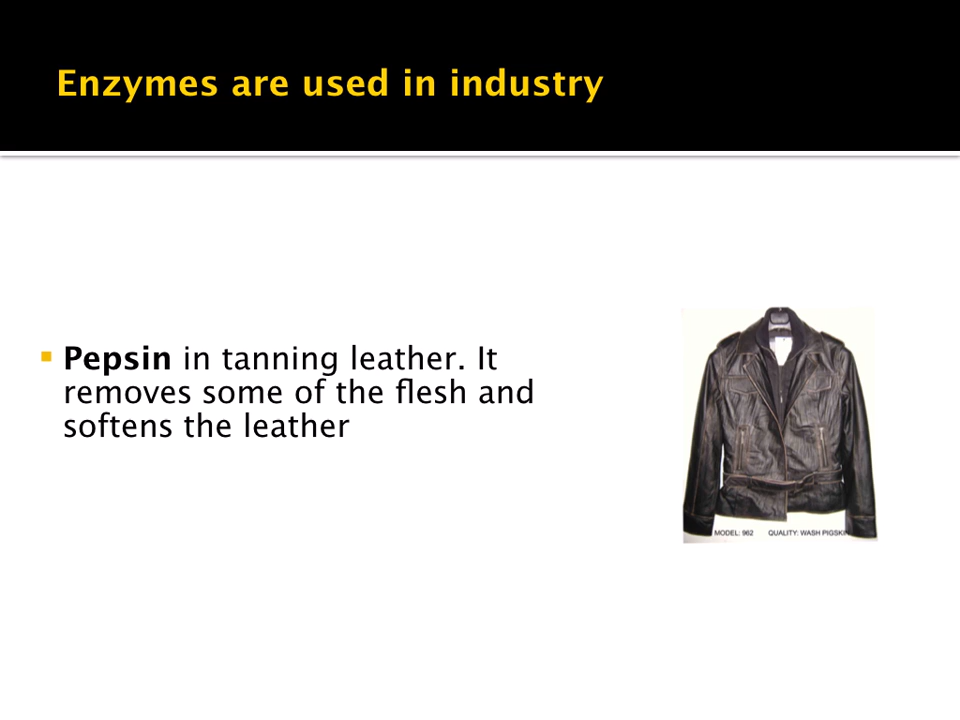 Enzymes are used in industry
Pepsin in tanning leather. It
removes some of the flesh and
softens the leather
MODEL: 962 QUALITY: WASH PIGSKIN